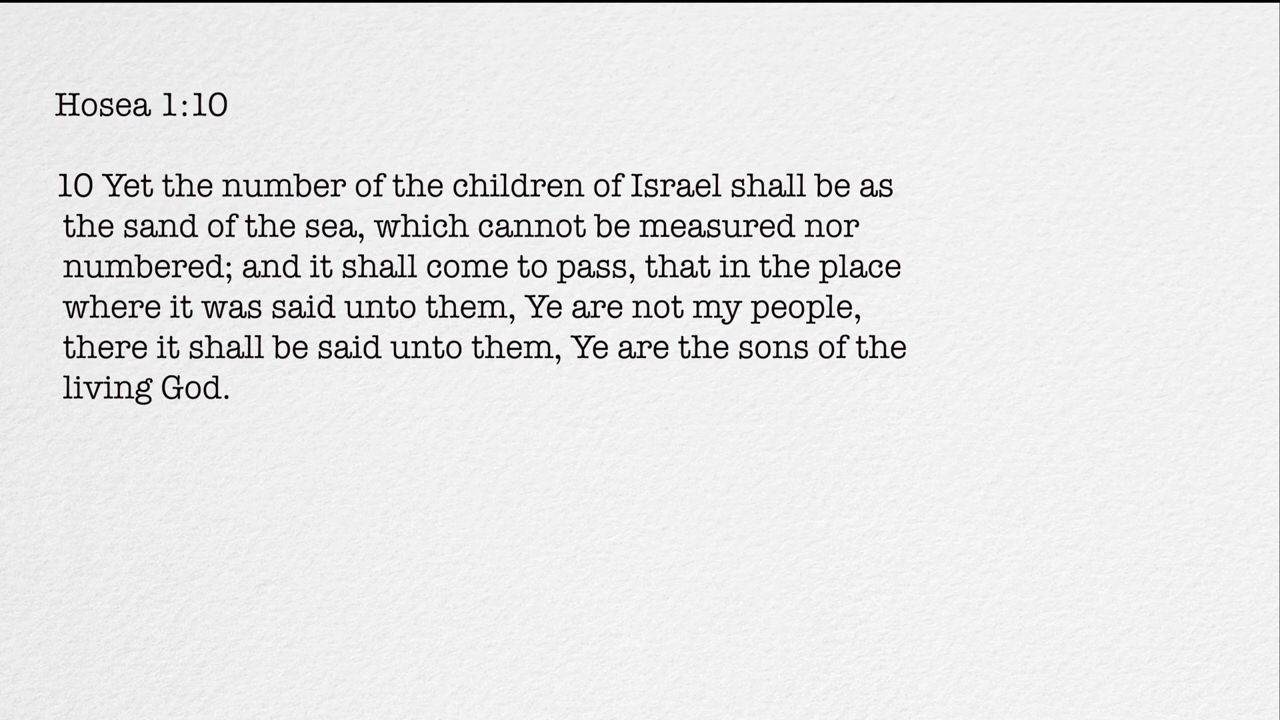 Hosea 1:10
10 Yet the number of the children of Israel shall be as
the sand of the sea, which cannot be measured nor
numbered; and it shall come to pass, that in the place
where it was said unto them, Ye are not my people,
there it shall be said unto them, Ye are the sons of the
living God.